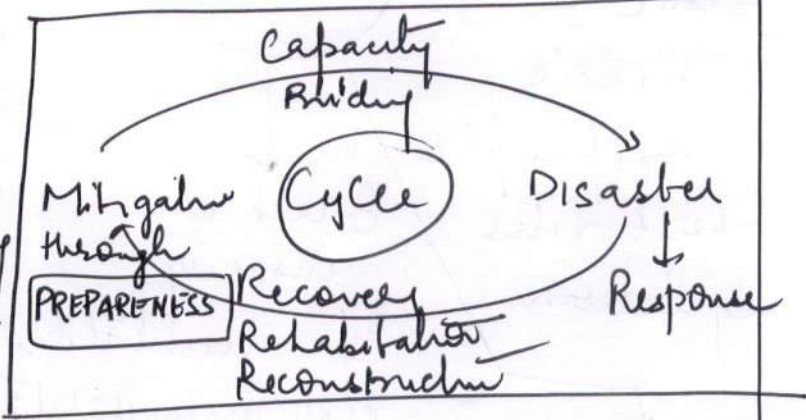 Capacity
Building
Mitigation
through
PREPARENESS
Cycle
Disaster
Response
Recovery
Rehabilitation
Reconstruction